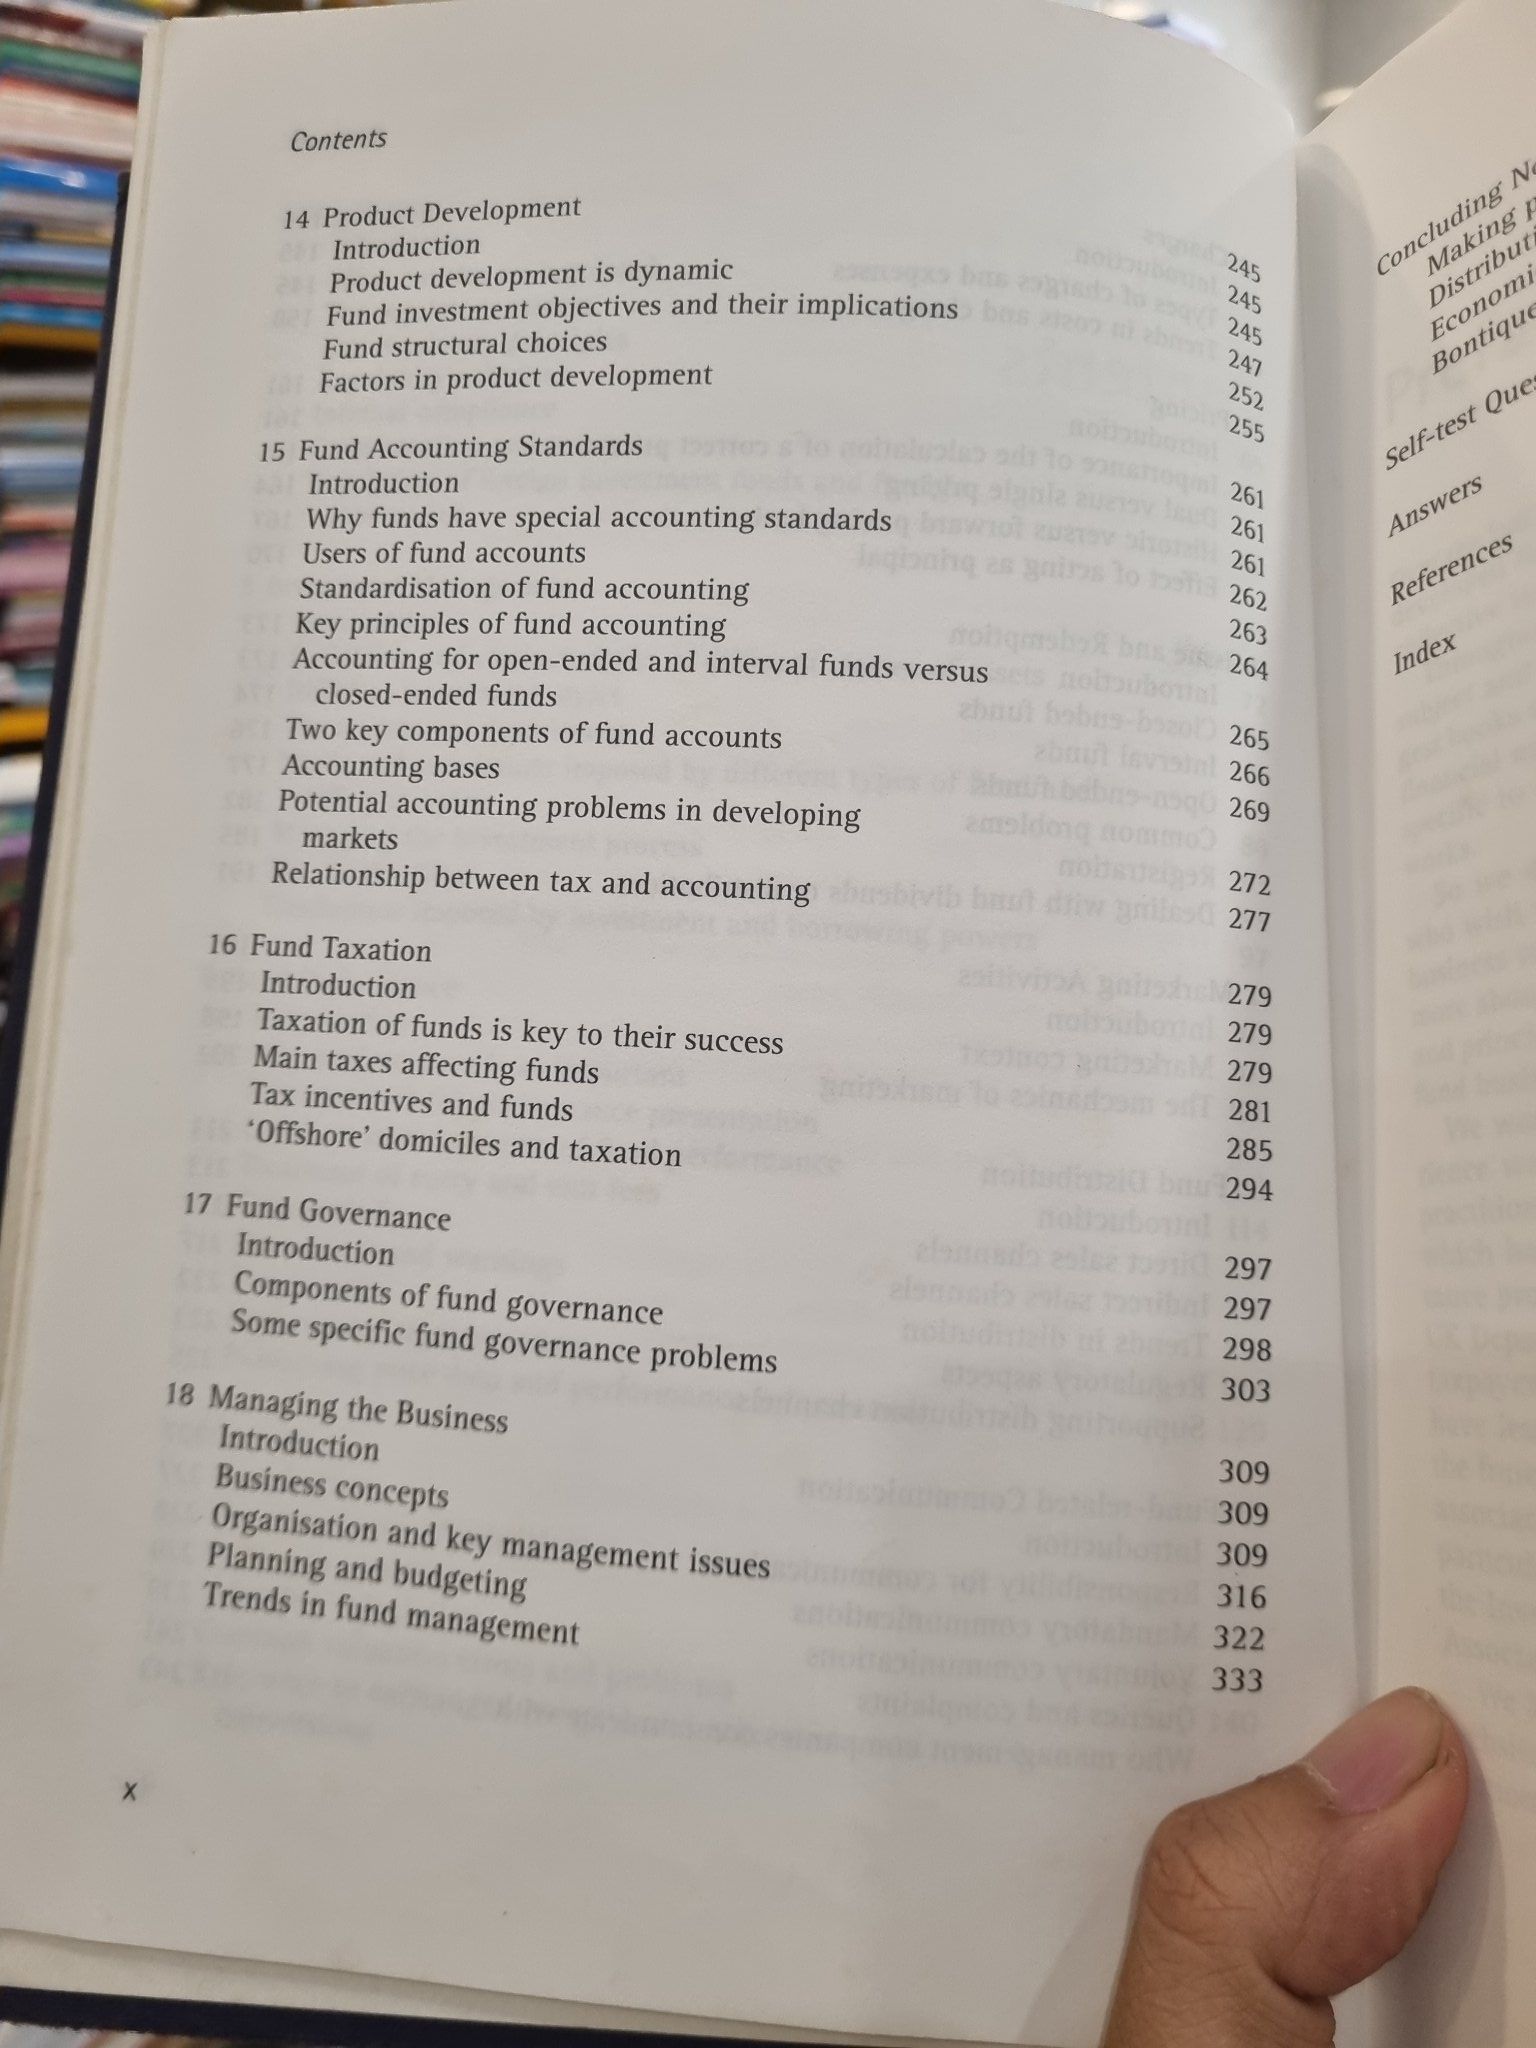 Contents
14 Product Development 245
Introduction 245
Product development is dynamic 245
Fund investment objectives and their implications 247
Fund structural choices 252
Factors in product development 255
15 Fund Accounting Standards 261
Introduction 261
Why funds have special accounting standards 261
Users of fund accounts 262
Standardisation of fund accounting 263
Key principles of fund accounting 264
Accounting for open-ended and interval funds versus
closed-ended funds 265
Two key components of fund accounts 266
Accounting bases 269
Potential accounting problems in developing
markets 272
Relationship between tax and accounting 277
16 Fund Taxation 279
Introduction 279
Taxation of funds is key to their success 279
Main taxes affecting funds 281
Tax incentives and funds 285
‘Offshore’ domiciles and taxation 294
17 Fund Governance 297
Introduction 297
Components of fund governance 298
Some specific fund governance problems 303
18 Managing the Business 309
Introduction 309
Business concepts 309
Organisation and key management issues 316
Planning and budgeting 322
Trends in fund management 333
x
Concluding
Making
Self-test
Answers
References
Index